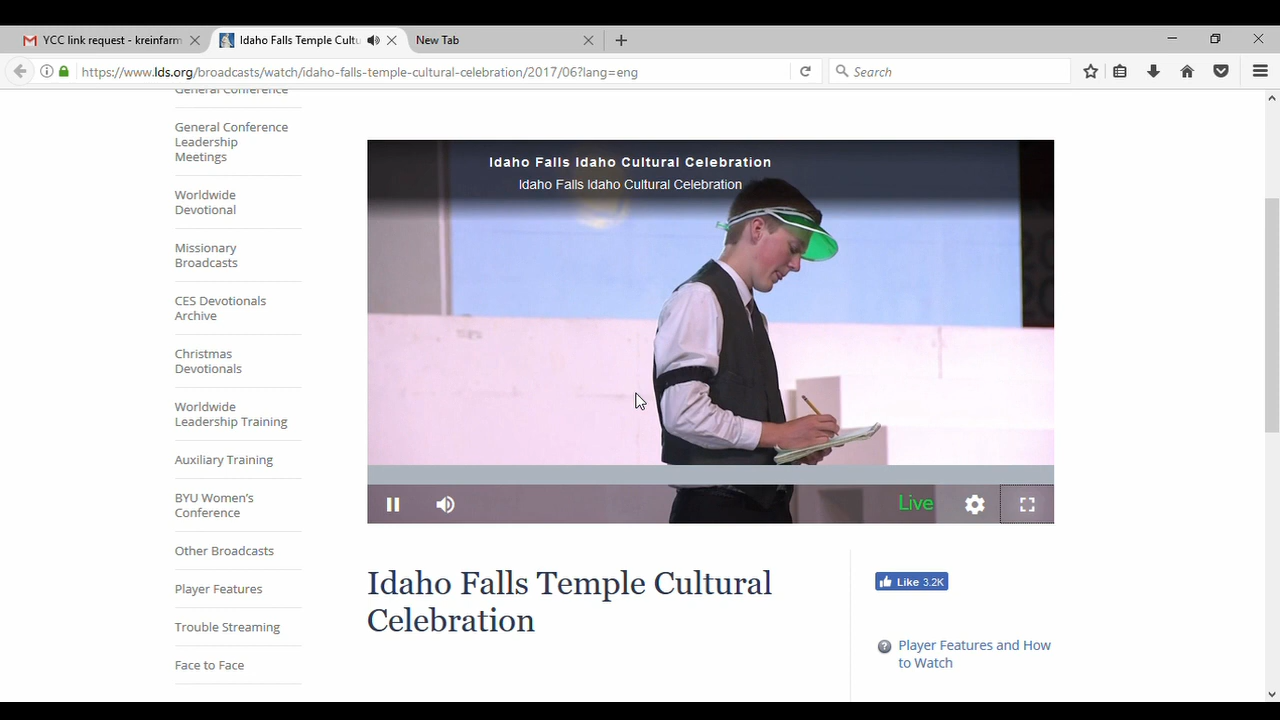 YCC link request - kreinfarm
Idaho Falls Temple Cultu
New Tab
https://www.lds.org/broadcasts/watch/idaho-falls-temple-cultural-celebration/2017/06?lang=eng
Search
General Conference
General Conference
Leadership
Meetings
Worldwide
Devotional
Missionary
Broadcasts
CES Devotionals
Archive
Christmas
Devotionals
Worldwide
Leadership Training
Auxiliary Training
BYU Women's
Conference
Other Broadcasts
Player Features
Trouble Streaming
Face to Face
Idaho Falls Idaho Cultural Celebration
Idaho Falls Idaho Cultural Celebration
Live
Idaho Falls Temple Cultural
Celebration
Like 3.2K
Player Features and How
to Watch